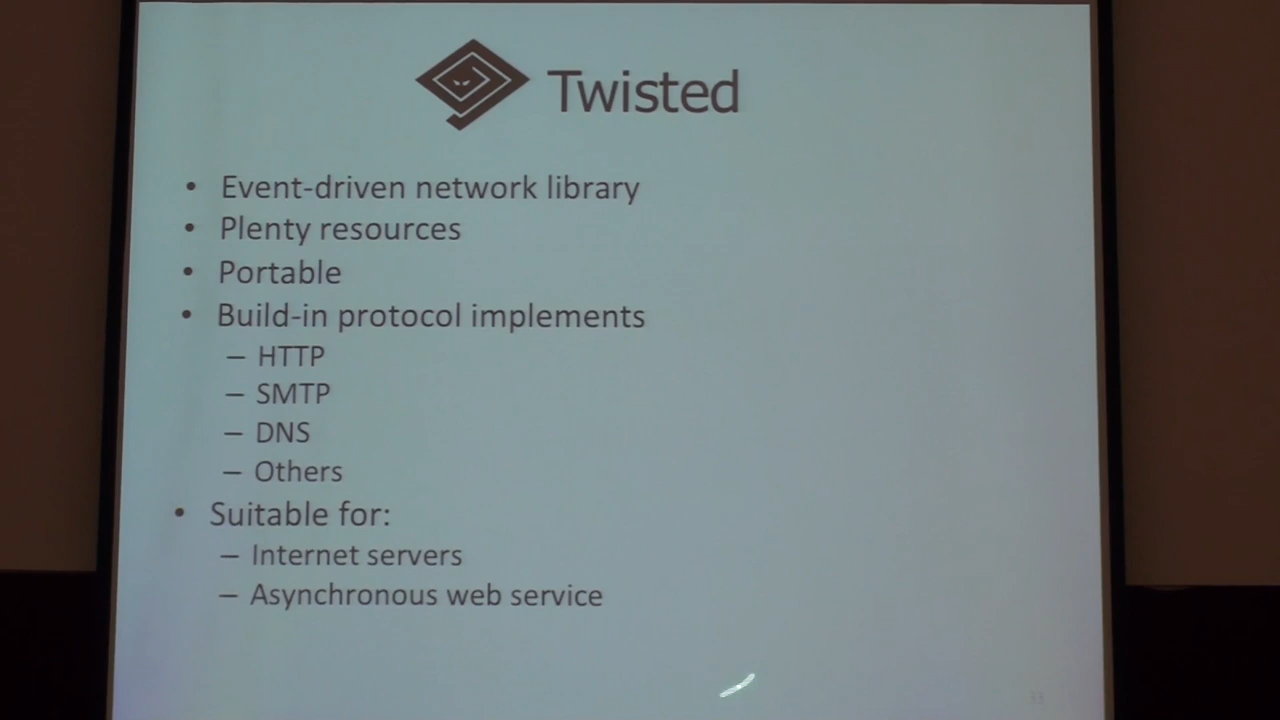 Twisted
• Event-driven network library
• Plenty resources
• Portable
• Build-in protocol implements
– HTTP
– SMTP
– DNS
– Others
• Suitable for:
– Internet servers
– Asynchronous web service